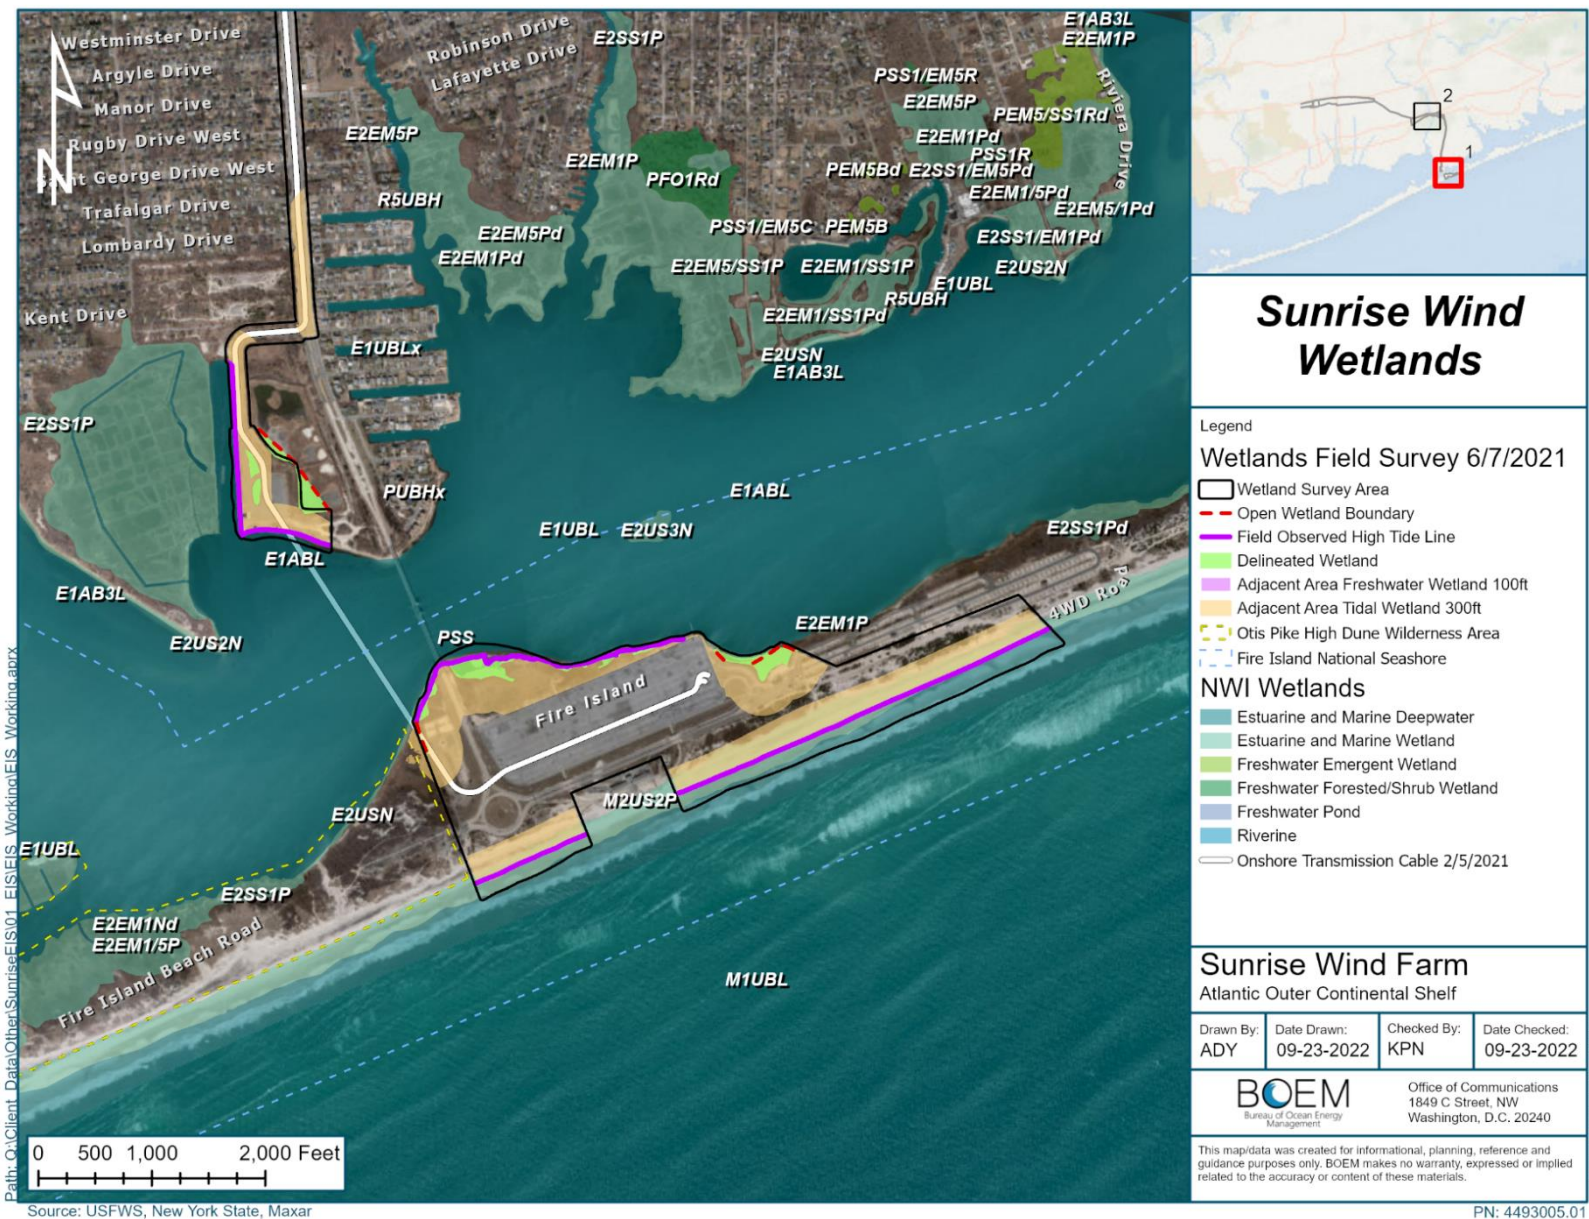 Westminster Drive
Argyle Drive
Manor Drive
Rugby Drive West
George Drive West
Trafalgar Drive
Lombardy Drive
Kent Drive
N
Robinson Drive
Lafayette Drive
E2SS1P
E1AB3L
E2EM1P
PSS1/EM5R
E2EM5P
PEM5/SS1Rd
Riviera Drive
E2EM5P
E2EM1Pd
PSS1R
E2EM1P
PFO1Rd
PEM5Bd
E2SS1/EM5Pd
E2EM1/5Pd
E2EM5/1Pd
R5UBH
E2EM5Pd
E2EM1Pd
PSS1/EM5C
PEM5B
E2SS1/EM1Pd
E2EM5/SS1P
E2EM1/SS1P
E2US2N
E1UBL
R5UBH
E2EM1/SS1Pd
E1UBLx
E2USN
E1AB3L
E2SS1P
PUBHx
E1ABL
E1UBL
E2US3N
E2SS1Pd
E1ABL
E1AB3L
E2US2N
PSS
E2EM1P
4WD Road
Fire Island
M2US2P
E2USN
E1UBL
E2SS1P
E2EM1Nd
E2EM1/5P
Fire Island Beach Road
M1UBL
0 500 1,000 2,000 Feet
Path: Q:\Client_Data\Other\SunriseEIS\01_EIS\EIS_Working\EIS_Working.aprx
Source: USFWS, New York State, Maxar
2
1
Sunrise Wind
Wetlands
Legend
Wetlands Field Survey 6/7/2021
Wetland Survey Area
Open Wetland Boundary
Field Observed High Tide Line
Delineated Wetland
Adjacent Area Freshwater Wetland 100ft
Adjacent Area Tidal Wetland 300ft
Otis Pike High Dune Wilderness Area
Fire Island National Seashore
NWI Wetlands
Estuarine and Marine Deepwater
Estuarine and Marine Wetland
Freshwater Emergent Wetland
Freshwater Forested/Shrub Wetland
Freshwater Pond
Riverine
Onshore Transmission Cable 2/5/2021
Sunrise Wind Farm
Atlantic Outer Continental Shelf
Drawn By:
ADY
Date Drawn:
09-23-2022
Checked By:
KPN
Date Checked:
09-23-2022
BOEM
Bureau of Ocean Energy
Management
Office of Communications
1849 C Street, NW
Washington, D.C. 20240
This map/data was created for informational, planning, reference and
guidance purposes only. BOEM makes no warranty, expressed or implied
related to the accuracy or content of these materials.
PN: 4493005.01